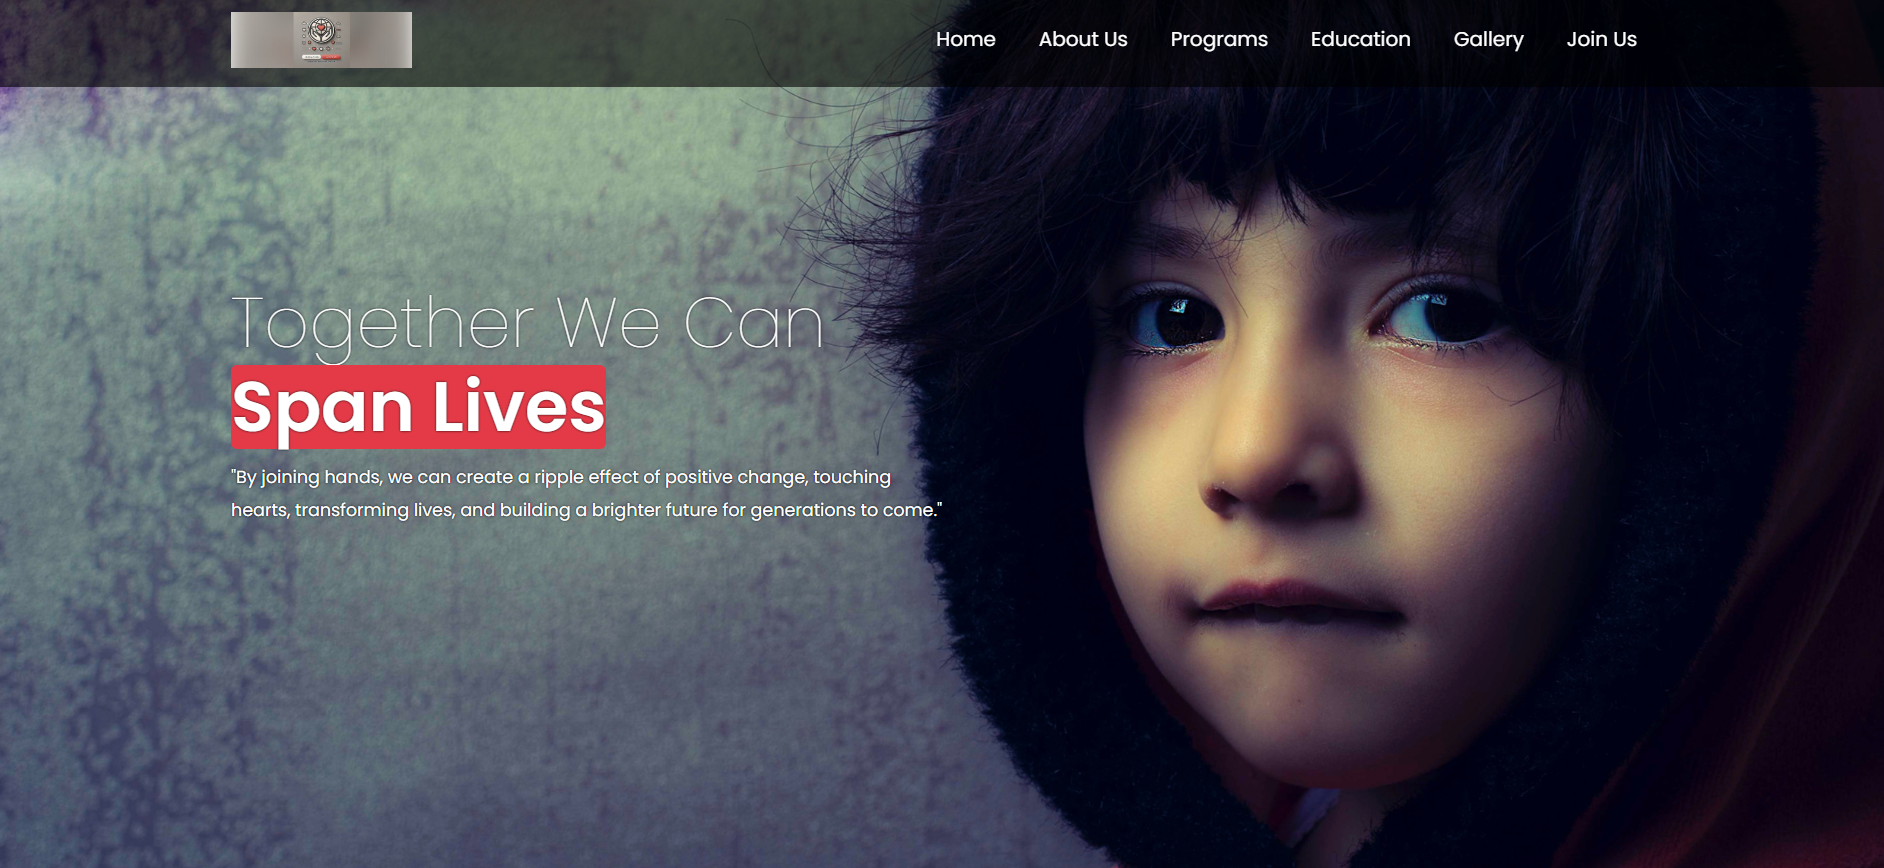 Home
About Us
Programs
Education
Gallery
Join Us
Together We Can
Span Lives
"By joining hands, we can create a ripple effect of positive change, touching
hearts, transforming lives, and building a brighter future for generations to come."